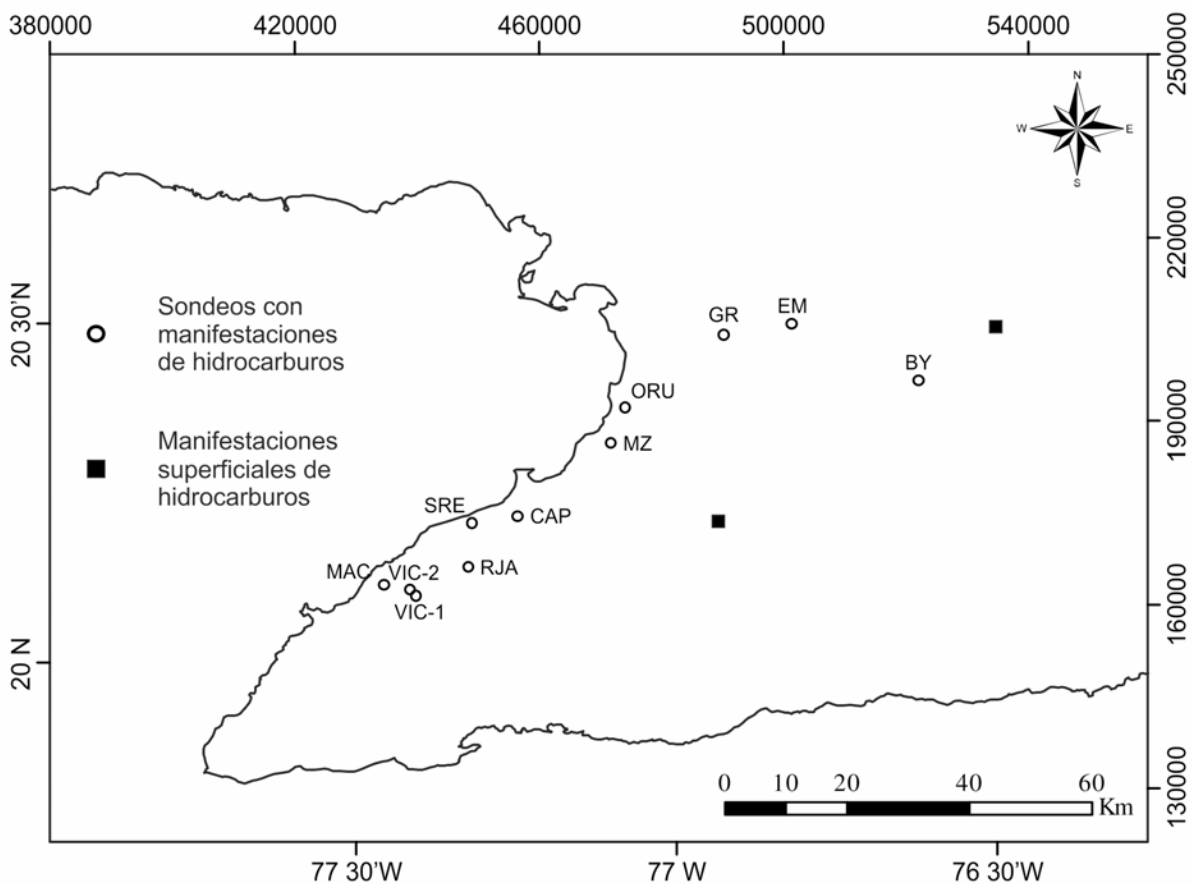 380000 420000 460000 500000 540000
250000
N
W E
S
220000
Sondeos con
manifestaciones
de hidrocarburos
GR EM
20 30'N
BY
ORU
190000
MZ
Manifestaciones
superficiales de
hidrocarburos
SRE CAP
MAC VIC-2 RJA
VIC-1
160000
20 N
0 10 20 40 60
Km
130000
77 30'W 77 W 76 30'W